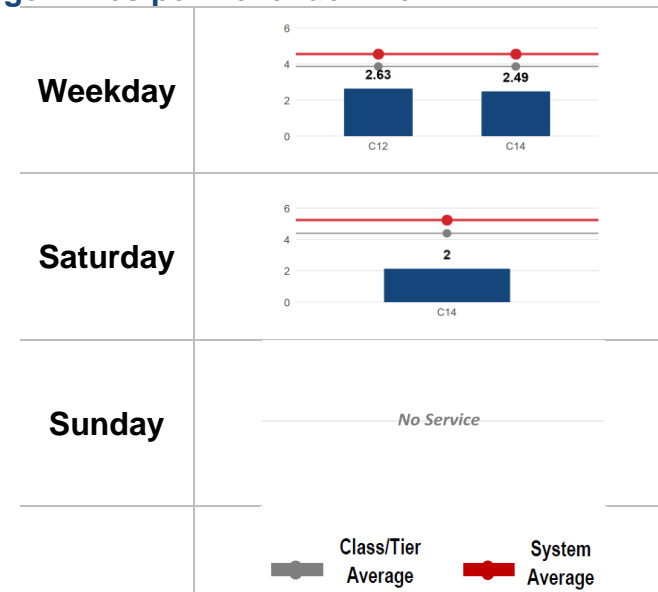 Weekday
6
4
2
0
2.63
2.49
C12
C14
Saturday
6
4
2
0
2
C14
Sunday
No Service
Class/Tier
Average
System
Average